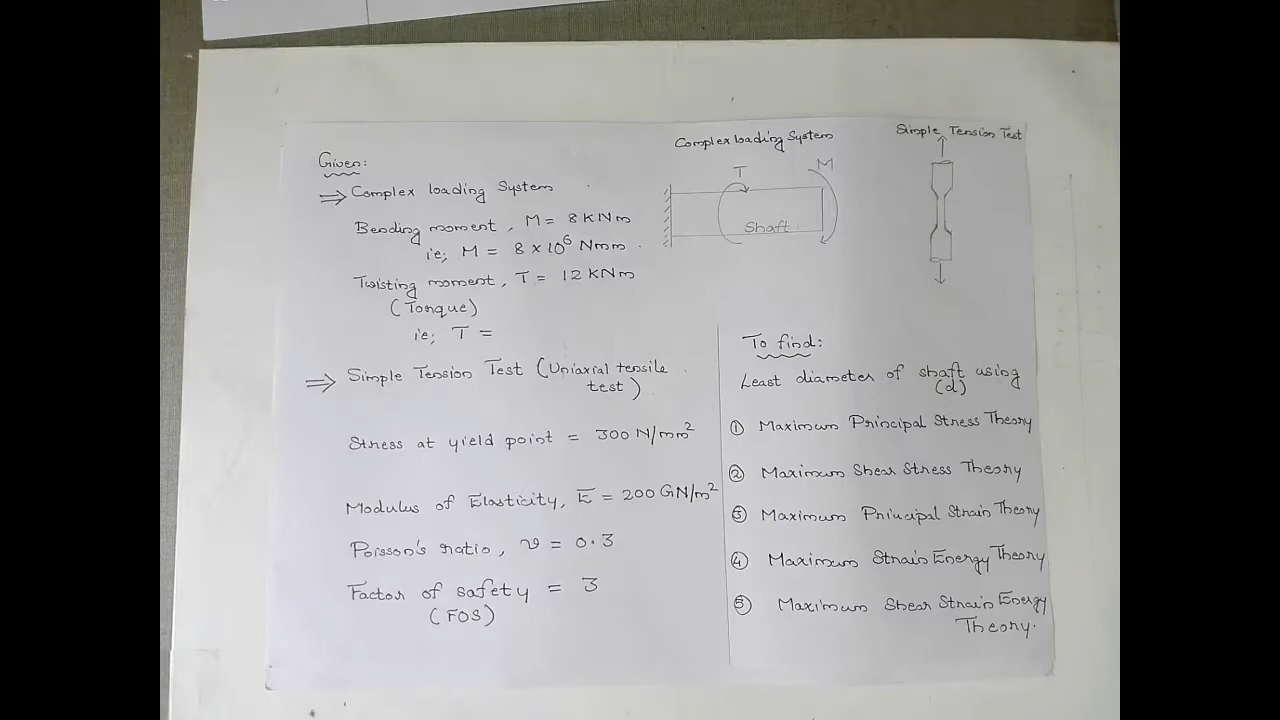 Given:
⇒ Complex loading System
Bending moment, M = 8 KNm
ie; M = 8 × 10⁶ Nmm.
Twisting moment, T = 12 KNm
(Torque)
ie; T =
⇒ Simple Tension Test (Uniaxial tensile
test)
Stress at yield point = 300 N/mm²
Modulus of Elasticity, E = 200 GN/m²
Poisson's ratio, ν = 0.3
Factor of safety = 3
(FOS)
Complex loading System
T
M
Shaft
Simple Tension Test
To find:
Least diameter of shaft using
(d)
① Maximum Principal Stress Theory
② Maximum Shear Stress Theory
③ Maximum Principal Strain Theory
④ Maximum Strain Energy Theory
⑤ Maximum Shear Strain Energy
Theory.